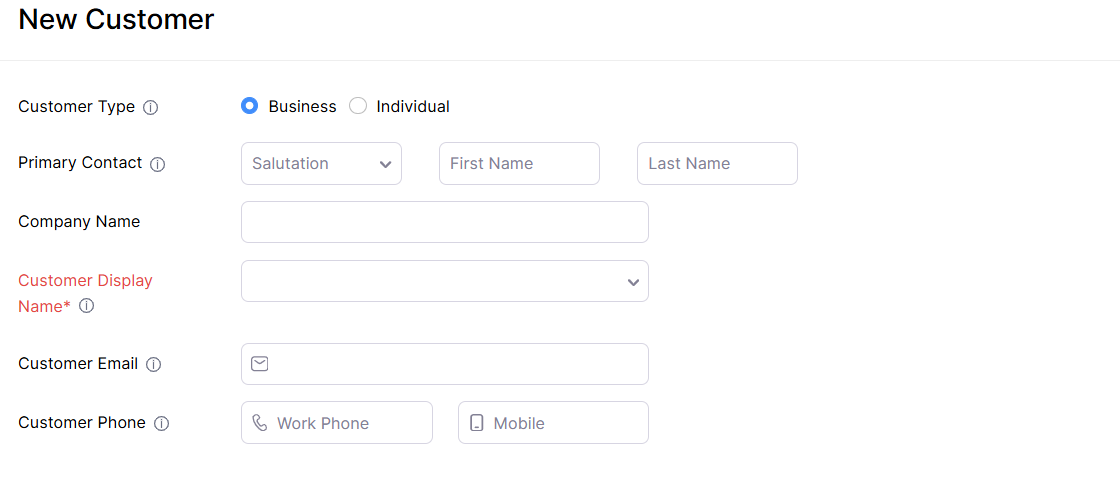 New Customer
Customer Type Business Individual
Primary Contact Salutation First Name Last Name
Company Name
Customer Display
Name*
Customer Email
Customer Phone Work Phone Mobile